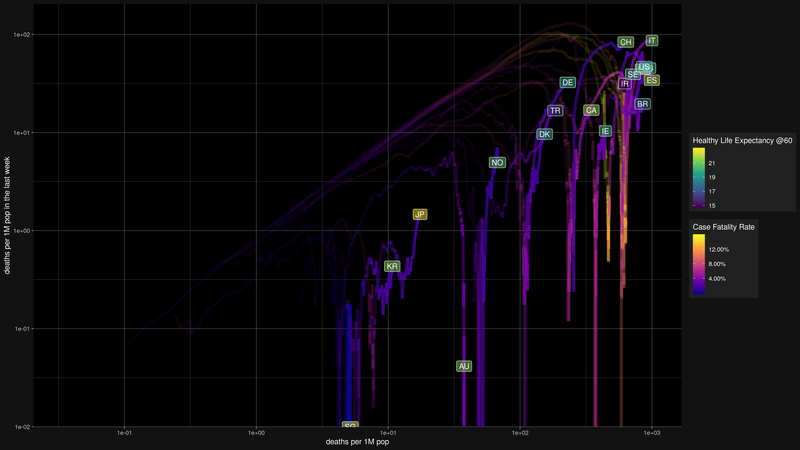 1e+02
1e+01
1e+00
1e-01
1e-02
deaths per 1M pop in the last week
CH
IT
US
SE
ES
DE
IR
BR
TR
CA
DK
IE
NO
JP
KR
AU
SG
1e-01
1e+00
1e+01
1e+02
1e+03
deaths per 1M pop
Healthy Life Expectancy @60
21
19
17
15
Case Fatality Rate
12.00%
8.00%
4.00%